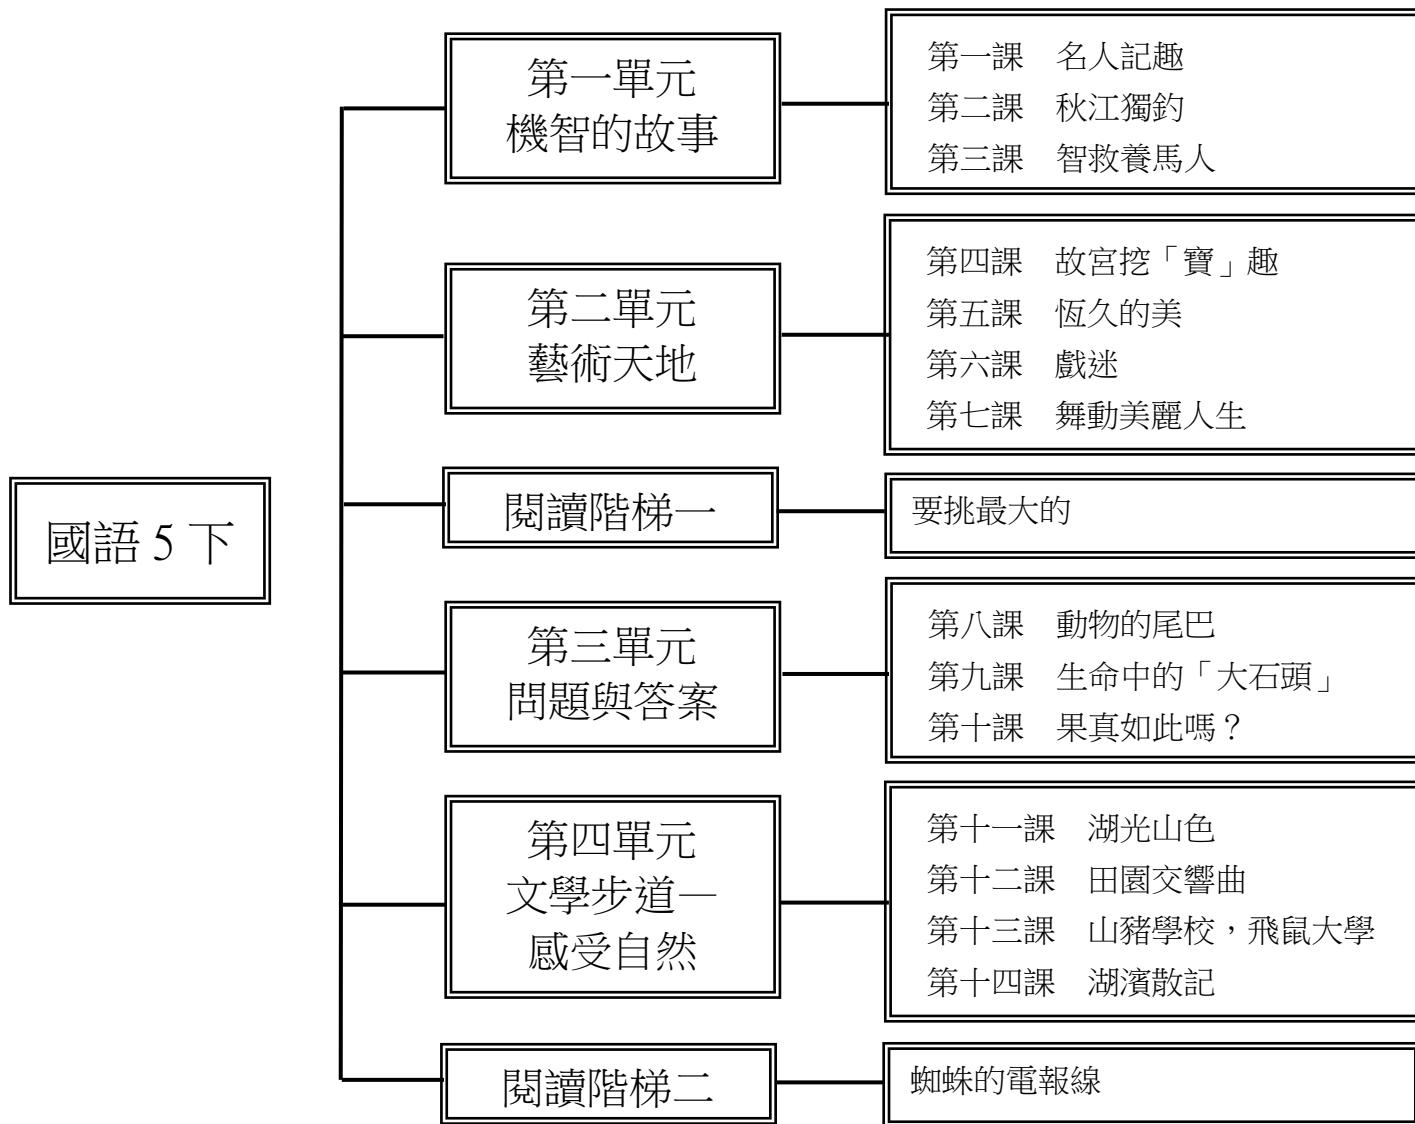 國語 5 下
第一單元
機智的故事
第一課　名人記趣
第二課　秋江獨釣
第三課　智救養馬人
第二單元
藝術天地
第四課　故宮挖「寶」趣
第五課　恆久的美
第六課　戲迷
第七課　舞動美麗人生
閱讀階梯一
要挑最大的
第三單元
問題與答案
第八課　動物的尾巴
第九課　生命中的「大石頭」
第十課　果真如此嗎？
第四單元
文學步道—
感受自然
第十一課　湖光山色
第十二課　田園交響曲
第十三課　山豬學校，飛鼠大學
第十四課　湖濱散記
閱讀階梯二
蜘蛛的電報線